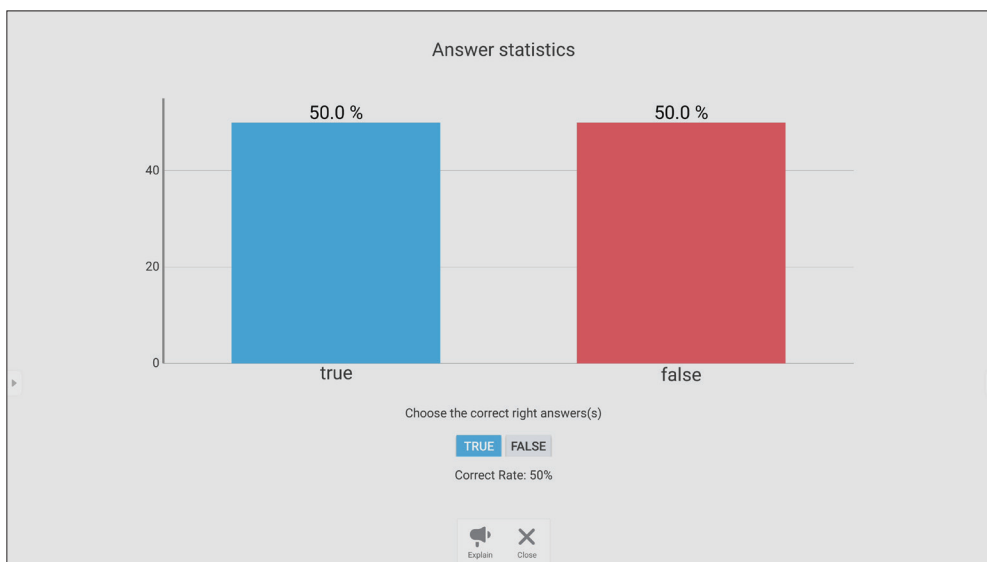 Answer statistics
50.0 % 50.0 %
40
20
0
true false
Choose the correct right answers(s)
TRUE FALSE
Correct Rate: 50%
Explain Close